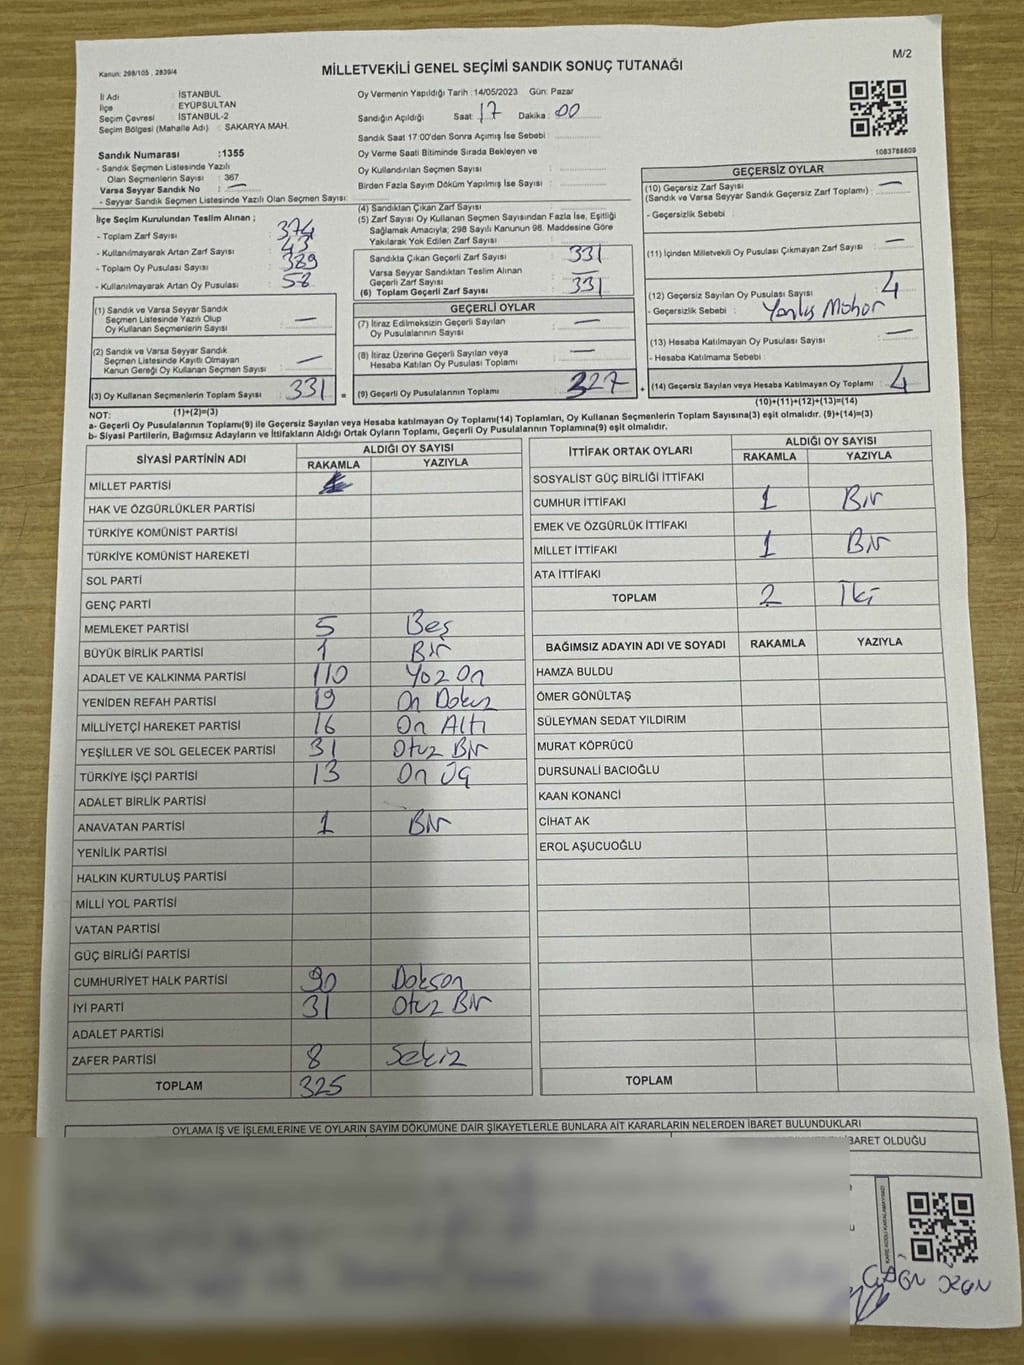 Kanun: 298/105 , 2839/4
M/2
MİLLETVEKİLİ GENEL SEÇİMİ SANDIK SONUÇ TUTANAĞI
İl Adı : İSTANBUL
İlçe : EYÜPSULTAN
Seçim Çevresi : İSTANBUL-2
Seçim Bölgesi (Mahalle Adı) : SAKARYA MAH.
Sandık Numarası :1355
- Sandık Seçmen Listesinde Yazılı
Olan Seçmenlerin Sayısı : 367
Varsa Seyyar Sandık No : —
- Seyyar Sandık Seçmen Listesinde Yazılı Olan Seçmen Sayısı:
Oy Vermenin Yapıldığı Tarih :14/05/2023 Gün: Pazar
Sandığın Açıldığı Saat: 17 Dakika : 00
Sandık Saat 17:00'den Sonra Açımış İse Sebebi :
Oy Verme Saati Bitiminde Sırada Bekleyen ve
Oy Kullandırılan Seçmen Sayısı :
Birden Fazla Sayım Döküm Yapılmış İse Sayısı :
1083788809
İlçe Seçim Kurulundan Teslim Alınan ;
- Toplam Zarf Sayısı : 374
- Kullanılmayarak Artan Zarf Sayısı : 43
- Toplam Oy Pusulası Sayısı : 389
- Kullanılmayarak Artan Oy Pusulası : 58
(1) Sandık ve Varsa Seyyar Sandık
Seçmen Listesinde Yazılı Olup
Oy Kullanan Seçmenlerin Sayısı : —
(2) Sandık ve Varsa Seyyar Sandık
Seçmen Listesinde Kayıtlı Olmayan
Kanun Gereği Oy Kullanan Seçmen Sayısı : —
(3) Oy Kullanan Seçmenlerin Toplam Sayısı : 331
(1)+(2)=(3)
(4) Sandıktan Çıkan Zarf Sayısı :
(5) Zarf Sayısı Oy Kullanan Seçmen Sayısından Fazla İse, Eşitliği
Sağlamak Amacıyla; 298 Sayılı Kanunun 98. Maddesine Göre
Yakılarak Yok Edilen Zarf Sayısı :
Sandıkta Çıkan Geçerli Zarf Sayısı : 331
Varsa Seyyar Sandıktan Teslim Alınan
Geçerli Zarf Sayısı : —
(6) Toplam Geçerli Zarf Sayısı : 331
GEÇERLİ OYLAR
(7) İtiraz Edilmeksizin Geçerli Sayılan
Oy Pusulalarının Sayısı : —
(8) İtiraz Üzerine Geçerli Sayılan veya
Hesaba Katılan Oy Pusulası Toplamı : —
= (9) Geçerli Oy Pusulalarının Toplamı : 327
GEÇERSİZ OYLAR
(10) Geçersiz Zarf Sayısı : —
(Sandık ve Varsa Seyyar Sandık Geçersiz Zarf Toplamı)
- Geçersizlik Sebebi :
(11) İçinden Milletvekili Oy Pusulası Çıkmayan Zarf Sayısı : —
(12) Geçersiz Sayılan Oy Pusulası Sayısı : 4
- Geçersizlik Sebebi : Yanlış Mühür
(13) Hesaba Katılmayan Oy Pusulası Sayısı : —
- Hesaba Katılmama Sebebi :
+ (14) Geçersiz Sayılan veya Hesaba Katılmayan Oy Toplamı : 4
(10)+(11)+(12)+(13)=(14)
NOT:
a- Geçerli Oy Pusulalarının Toplamı(9) ile Geçersiz Sayılan veya Hesaba katılmayan Oy Toplamı(14) Toplamları, Oy Kullanan Seçmenlerin Toplam Sayısına(3) eşit olmalıdır. (9)+(14)=(3)
b- Siyasi Partilerin, Bağımsız Adayların ve İttifakların Aldığı Ortak Oyların Toplamı, Geçerli Oy Pusulalarının Toplamına(9) eşit olmalıdır.
SİYASİ PARTİNİN ADI ALDIĞI OY SAYISI
RAKAMLA YAZIYLA
MİLLET PARTİSİ
HAK VE ÖZGÜRLÜKLER PARTİSİ
TÜRKİYE KOMÜNİST PARTİSİ
TÜRKİYE KOMÜNİST HAREKETİ
SOL PARTİ
GENÇ PARTİ
MEMLEKET PARTİSİ 5 Beş
BÜYÜK BİRLİK PARTİSİ 1 Bir
ADALET VE KALKINMA PARTİSİ 110 Yüz On
YENİDEN REFAH PARTİSİ 19 On Dokuz
MİLLİYETÇİ HAREKET PARTİSİ 16 On Altı
YEŞİLLER VE SOL GELECEK PARTİSİ 31 Otuz Bir
TÜRKİYE İŞÇİ PARTİSİ 13 On Üç
ADALET BİRLİK PARTİSİ
ANAVATAN PARTİSİ 1 Bir
YENİLİK PARTİSİ
HALKIN KURTULUŞ PARTİSİ
MİLLİ YOL PARTİSİ
VATAN PARTİSİ
GÜÇ BİRLİĞİ PARTİSİ
CUMHURİYET HALK PARTİSİ 90 Doksan
İYİ PARTİ 31 Otuz Bir
ADALET PARTİSİ
ZAFER PARTİSİ 8 Sekiz
TOPLAM 325
İTTİFAK ORTAK OYLARI ALDIĞI OY SAYISI
RAKAMLA YAZIYLA
SOSYALİST GÜÇ BİRLİĞİ İTTİFAKI
CUMHUR İTTİFAKI 1 Bir
EMEK VE ÖZGÜRLÜK İTTİFAKI
MİLLET İTTİFAKI 1 Bir
ATA İTTİFAKI
TOPLAM 2 İki
BAĞIMSIZ ADAYIN ADI VE SOYADI RAKAMLA YAZIYLA
HAMZA BULDU
ÖMER GÖNÜLTAŞ
SÜLEYMAN SEDAT YILDIRIM
MURAT KÖPRÜCÜ
DURSUNALİ BACIOĞLU
KAAN KONANCİ
CİHAT AK
EROL AŞUCUOĞLU
TOPLAM
OYLAMA İŞ VE İŞLEMLERİNE VE OYLARIN SAYIM DÖKÜMÜNE DAİR ŞİKAYETLERLE BUNLARA AİT KARARLARIN NELERDEN İBARET BULUNDUKLARI
İBARET OLDUĞU